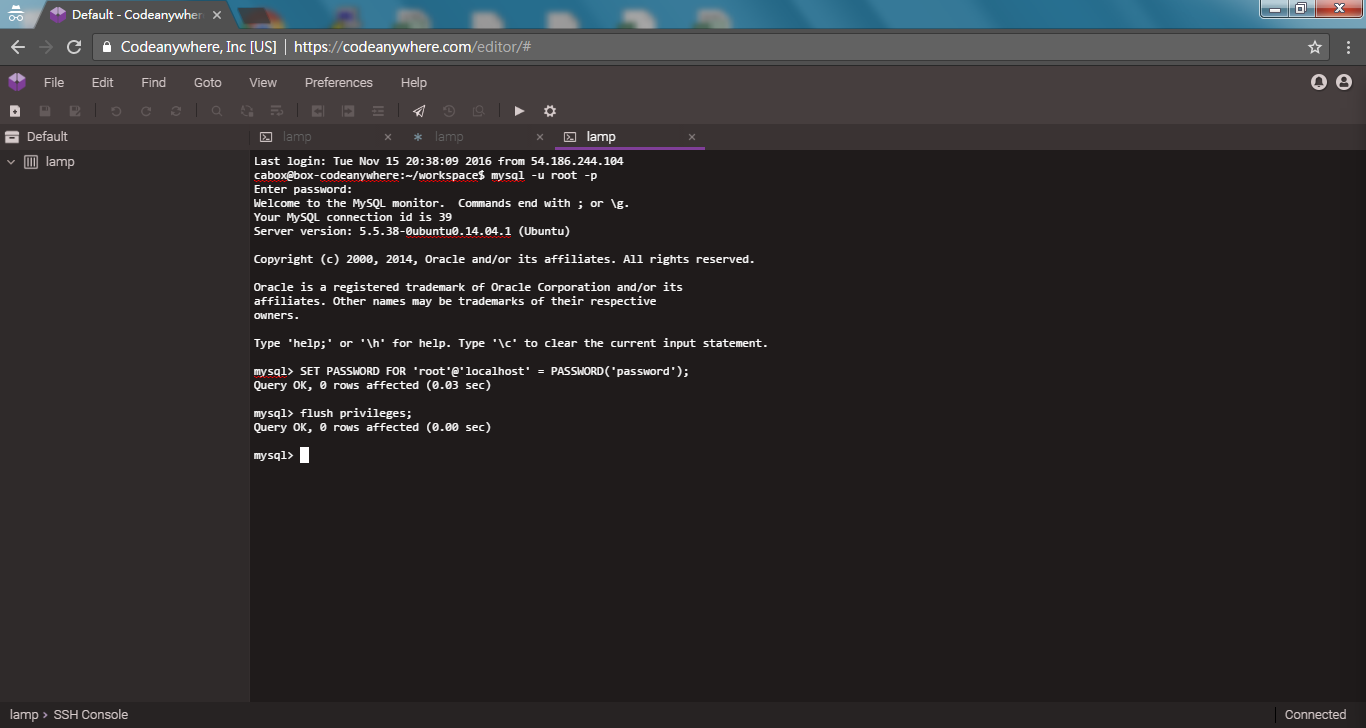 Default - Codeanywher
Codeanywhere, Inc [US] | https://codeanywhere.com/editor/#
File Edit Find Goto View Preferences Help
Default lamp lamp lamp
lamp
Last login: Tue Nov 15 20:38:09 2016 from 54.186.244.104
cabox@box-codeanywhere:~/workspace$ mysql -u root -p
Enter password:
Welcome to the MySQL monitor.  Commands end with ; or \g.
Your MySQL connection id is 39
Server version: 5.5.38-0ubuntu0.14.04.1 (Ubuntu)
Copyright (c) 2000, 2014, Oracle and/or its affiliates. All rights reserved.
Oracle is a registered trademark of Oracle Corporation and/or its
affiliates. Other names may be trademarks of their respective
owners.
Type 'help;' or '\h' for help. Type '\c' to clear the current input statement.
mysql> SET PASSWORD FOR 'root'@'localhost' = PASSWORD('password');
Query OK, 0 rows affected (0.03 sec)
mysql> flush privileges;
Query OK, 0 rows affected (0.00 sec)
mysql>
lamp > SSH Console
Connected